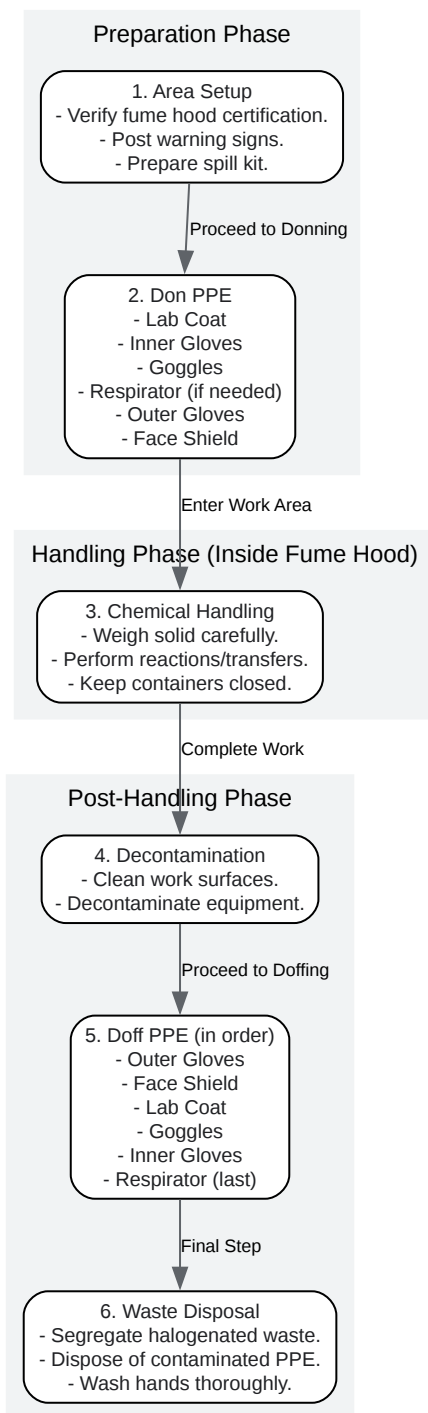 Preparation Phase
1. Area Setup
- Verify fume hood certification.
- Post warning signs.
- Prepare spill kit.
Proceed to Donning
2. Don PPE
- Lab Coat
- Inner Gloves
- Goggles
- Respirator (if needed)
- Outer Gloves
- Face Shield
Enter Work Area
Handling Phase (Inside Fume Hood)
3. Chemical Handling
- Weigh solid carefully.
- Perform reactions/transfers.
- Keep containers closed.
Complete Work
Post-Handling Phase
4. Decontamination
- Clean work surfaces.
- Decontaminate equipment.
Proceed to Doffing
5. Doff PPE (in order)
- Outer Gloves
- Face Shield
- Lab Coat
- Goggles
- Inner Gloves
- Respirator (last)
Final Step
6. Waste Disposal
- Segregate halogenated waste.
- Dispose of contaminated PPE.
- Wash hands thoroughly.